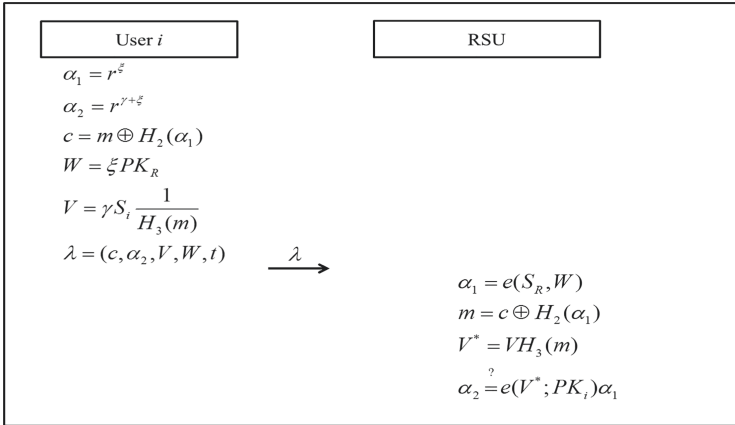 User i
RSU
α₁ = r^ξ
α₂ = r^{γ+ξ}
c = m ⊕ H₂(α₁)
W = ξPK_R
V = γS_i 1/H₃(m)
λ = (c, α₂, V, W, t)
λ
α₁ = e(S_R, W)
m = c ⊕ H₂(α₁)
V* = VH₃(m)
α₂ ≟ e(V*; PK_i)α₁